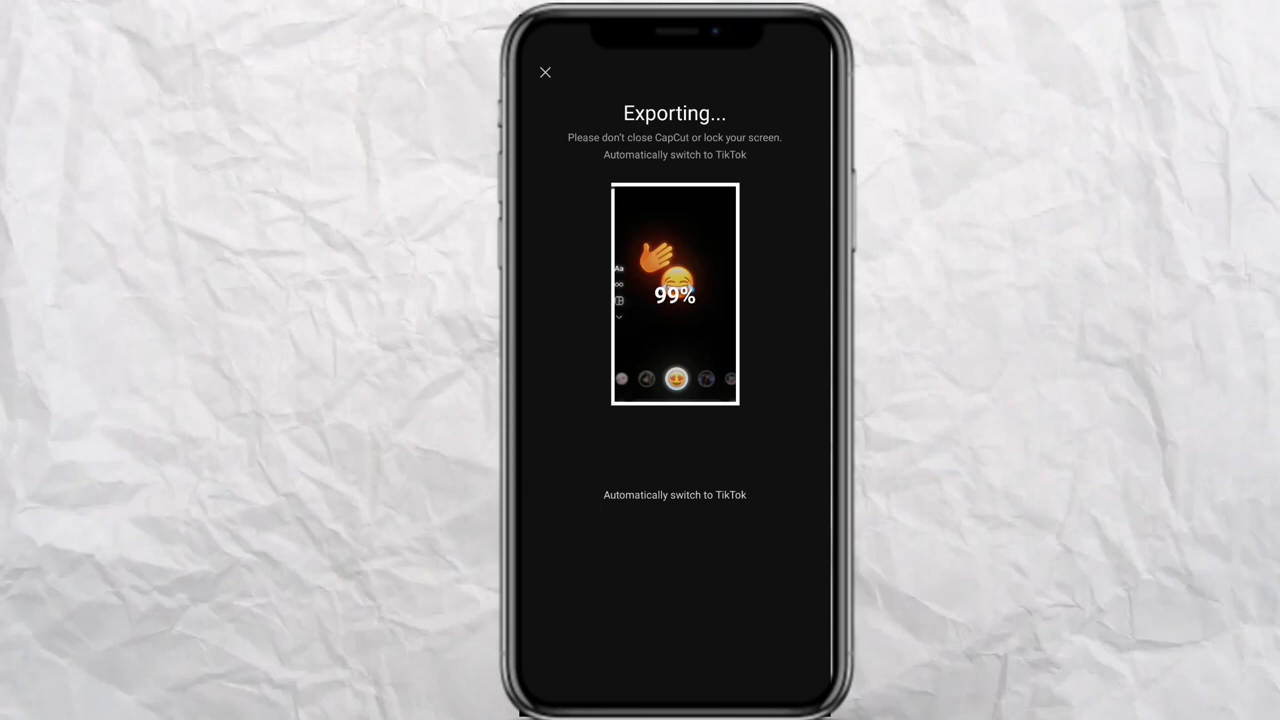 Exporting...
Please don't close CapCut or lock your screen.
Automatically switch to TikTok
Aa
99%
Automatically switch to TikTok